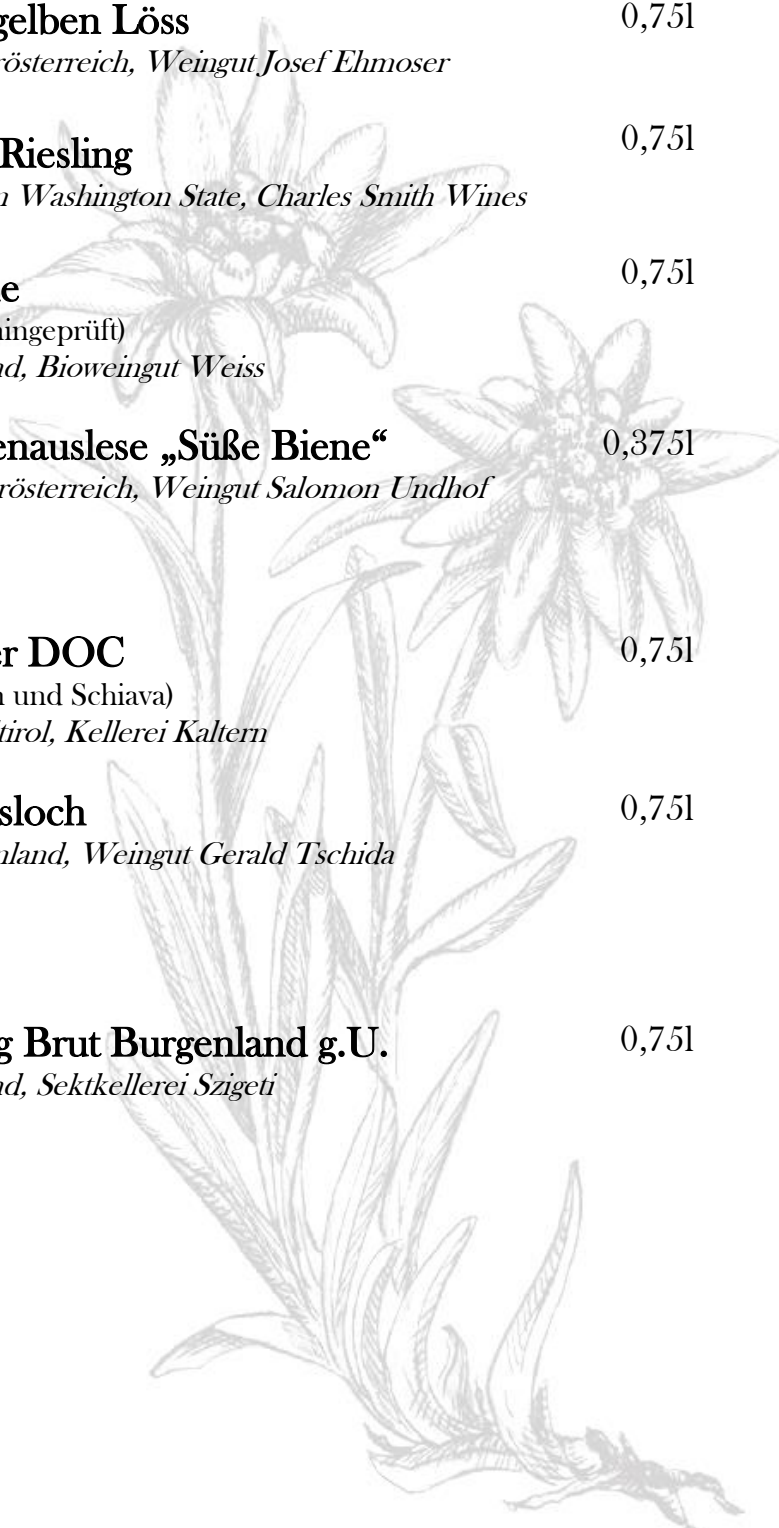 gelben Löss 0,75l
rösterreich, Weingut Josef Ehmoser
Riesling 0,75l
Washington State, Charles Smith Wines
e 0,75l
ingeprüft)
d, Bioweingut Weiss
enauslese „Süße Biene“ 0,375l
rösterreich, Weingut Salomon Undhof
er DOC 0,75l
und Schiava)
tirol, Kellerei Kaltern
sloch 0,75l
nland, Weingut Gerald Tschida
g Brut Burgenland g.U. 0,75l
nd, Sektkellerei Szigeti